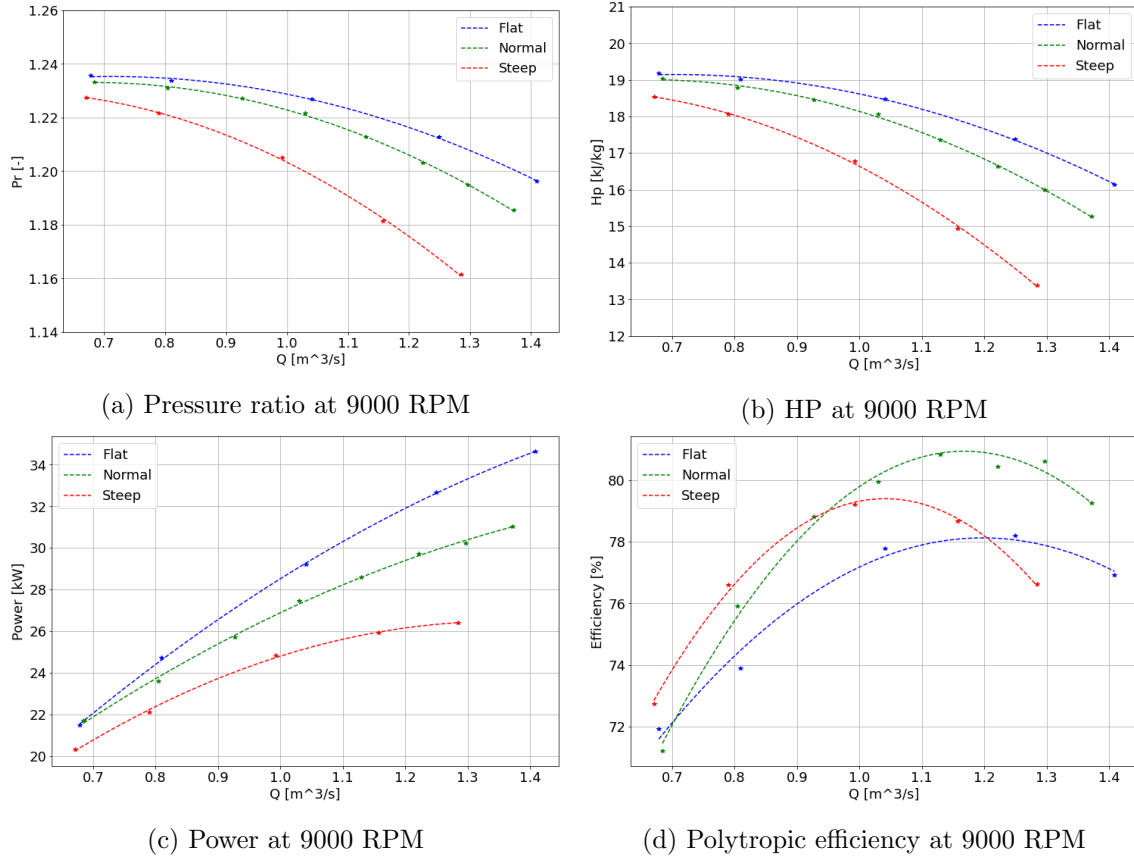 1.26
1.24
1.22
1.20
1.18
1.16
1.14
Pr [-]
Flat
Normal
Steep
0.7 0.8 0.9 1.0 1.1 1.2 1.3 1.4
Q [m^3/s]
(a) Pressure ratio at 9000 RPM
21
20
19
18
17
16
15
14
13
12
Hp [kJ/kg]
Flat
Normal
Steep
0.7 0.8 0.9 1.0 1.1 1.2 1.3 1.4
Q [m^3/s]
(b) HP at 9000 RPM
34
32
30
28
26
24
22
20
Power [kW]
Flat
Normal
Steep
0.7 0.8 0.9 1.0 1.1 1.2 1.3 1.4
Q [m^3/s]
(c) Power at 9000 RPM
80
78
76
74
72
Efficiency [%]
Flat
Normal
Steep
0.7 0.8 0.9 1.0 1.1 1.2 1.3 1.4
Q [m^3/s]
(d) Polytropic efficiency at 9000 RPM